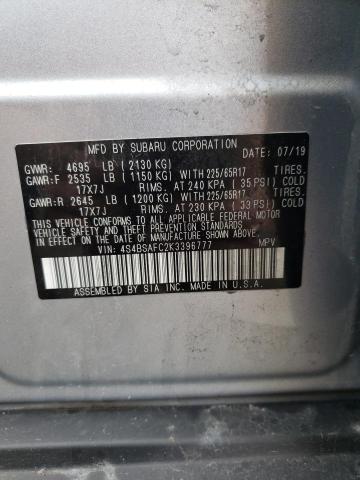 MFD BY SUBARU CORPORATION DATE: 07/19
GVWR: 4695 LB (2130 KG)
GAWR:F 2535 LB (1150 KG) WITH 225/65R17 TIRES.
17X7J RIMS. AT 240 KPA (35 PSI) COLD
GAWR:R 2645 LB (1200 KG) WITH 225/65R17 TIRES.
17X7J RIMS. AT 230 KPA (33 PSI) COLD
THIS VEHICLE CONFORMS TO ALL APPLICABLE FEDERAL MOTOR
VEHICLE SAFETY, BUMPER, AND THEFT PREVENTION STANDARDS
IN EFFECT ON THE DATE OF MANUFACTURE SHOWN ABOVE.
VIN: 4S4BSAFC2K3396777 MPV
ASSEMBLED BY SIA INC. MADE IN U.S.A.